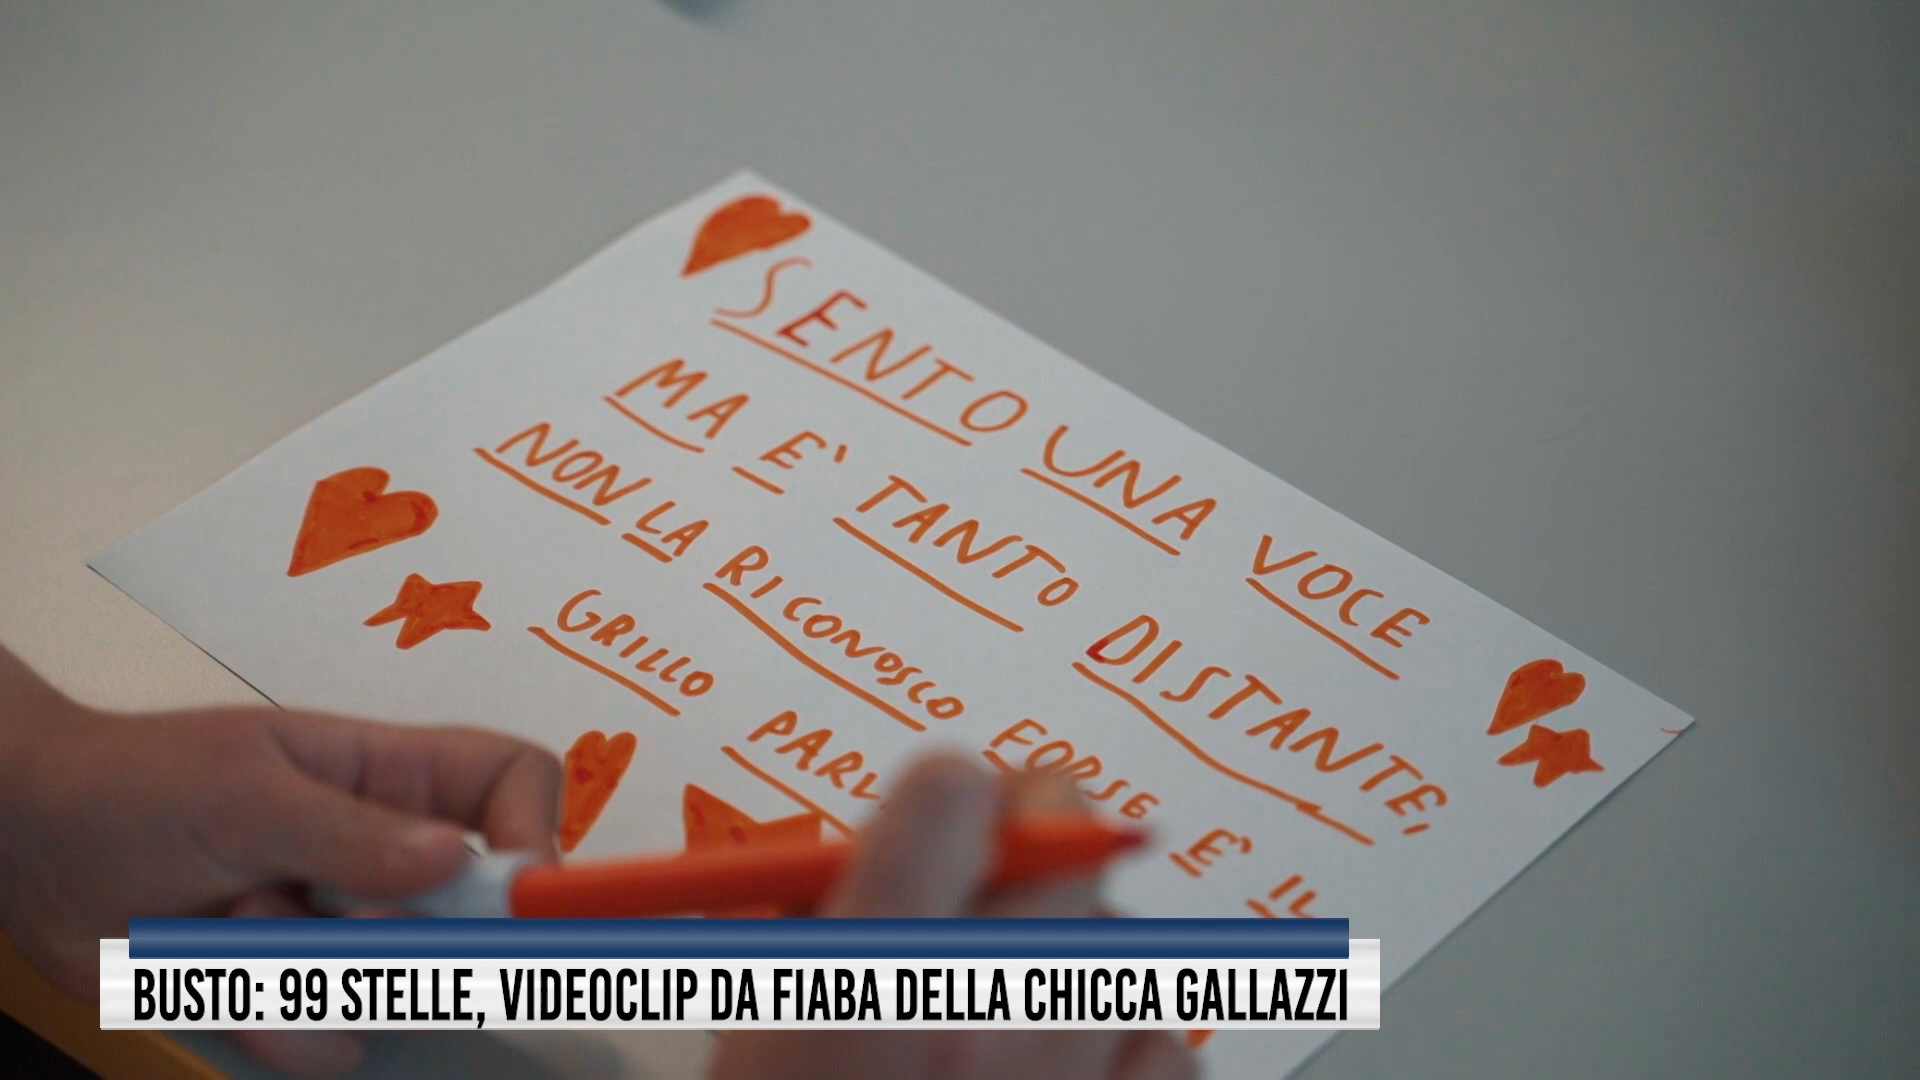 SENTO UNA VOCE
MA E' TANTO DISTANTE,
NON LA RICONOSCO FORSE E' IL
GRILLO
BUSTO: 99 STELLE, VIDEOCLIP DA FIABA DELLA CHICCA GALLAZZI